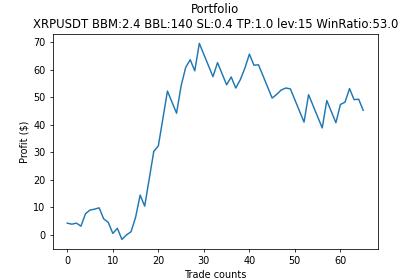 Portfolio
XRPUSDT BBM:2.4 BBL:140 SL:0.4 TP:1.0 lev:15 WinRatio:53.0
70
60
50
40
30
20
10
0
Profit ($)
0 10 20 30 40 50 60
Trade counts